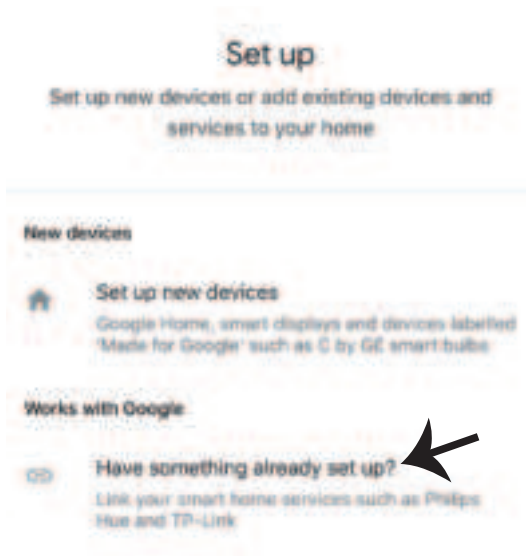 Set up
Set up new devices or add existing devices and
services to your home
New devices
Set up new devices
Google Home, smart displays and devices labelled
'Made for Google' such as C by GE smart bulbs
Works with Google
Have something already set up?
Link your smart home services such as Philips
Hue and TP-Link